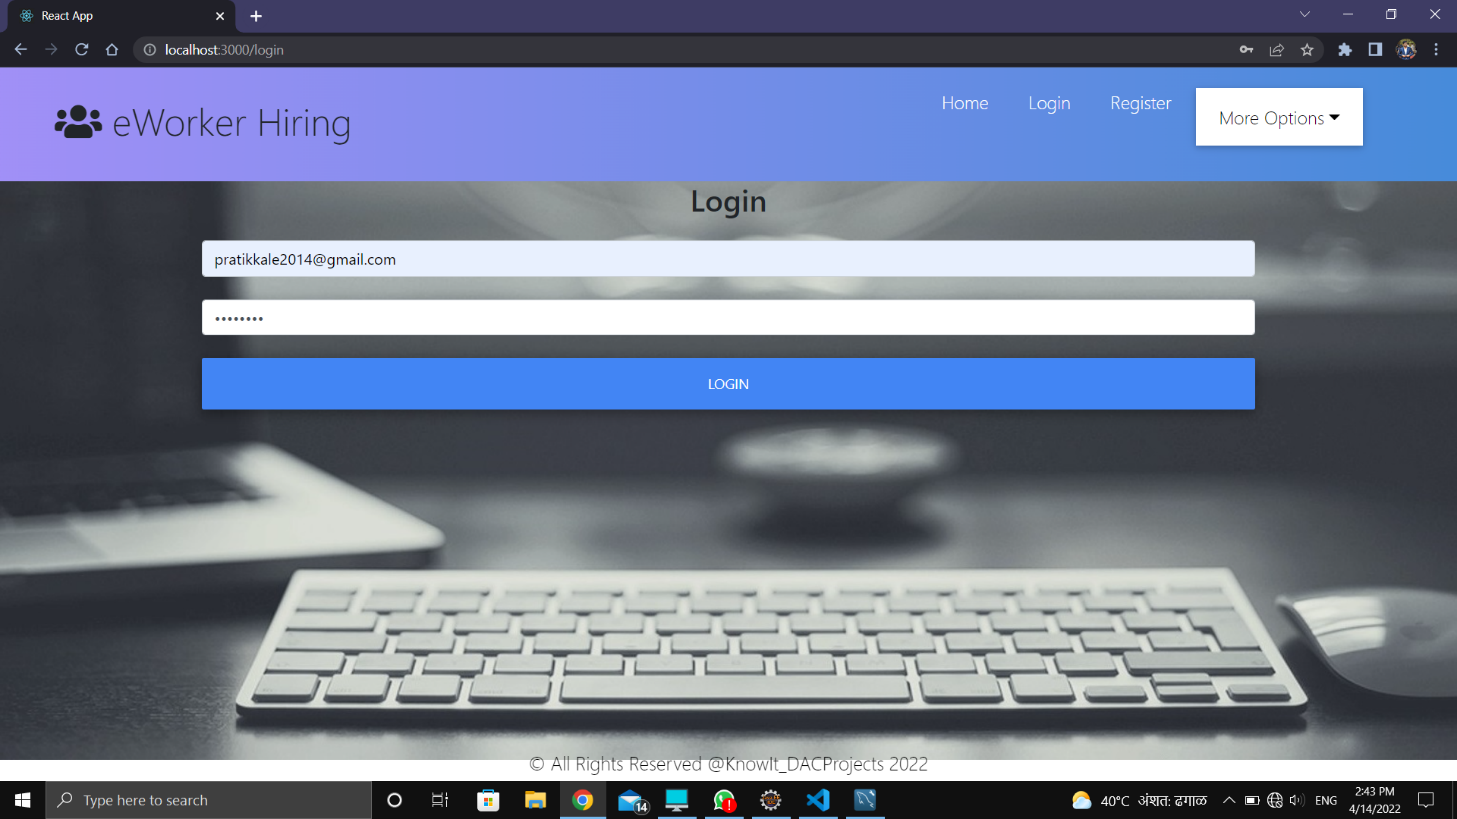 React App
localhost:3000/login
eWorker Hiring
Home
Login
Register
More Options
Login
pratikkale2014@gmail.com
••••••••
LOGIN
© All Rights Reserved @KnowIt_DACProjects 2022
Type here to search
14
40°C अंशत: ढगाळ
ENG
2:43 PM
4/14/2022